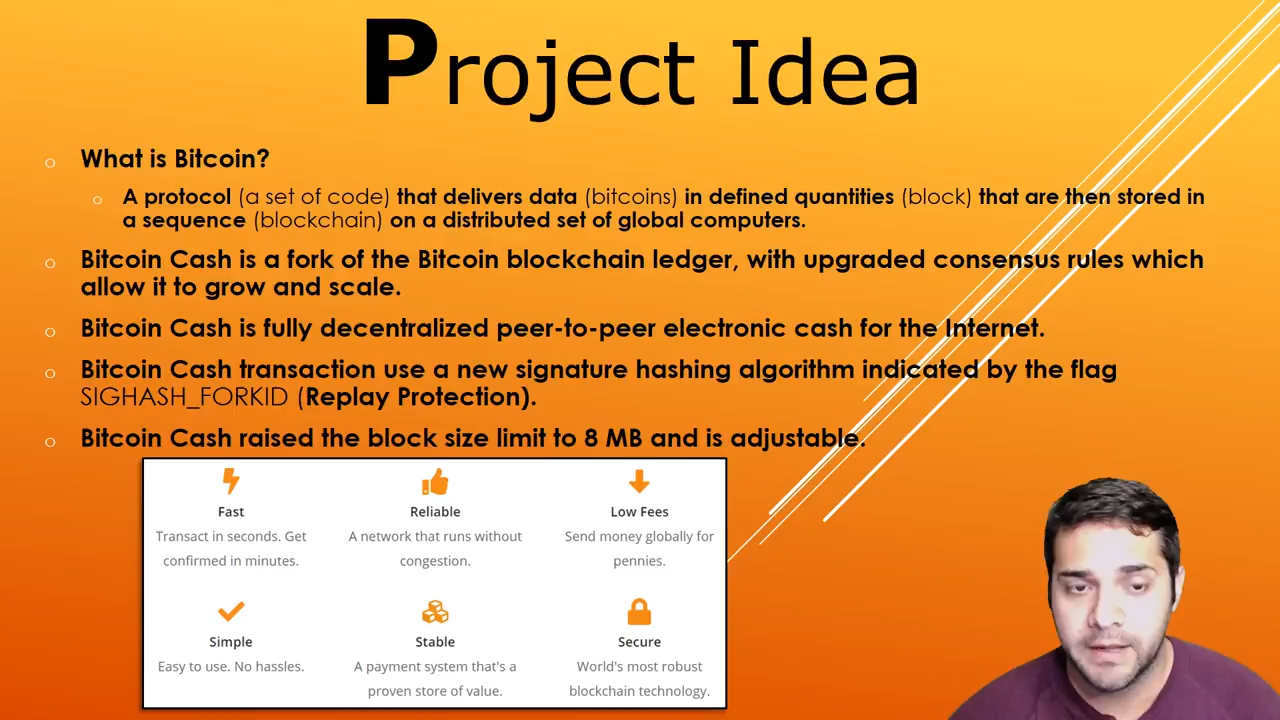 Project Idea
What is Bitcoin?
A protocol (a set of code) that delivers data (bitcoins) in defined quantities (block) that are then stored in
a sequence (blockchain) on a distributed set of global computers.
Bitcoin Cash is a fork of the Bitcoin blockchain ledger, with upgraded consensus rules which
allow it to grow and scale.
Bitcoin Cash is fully decentralized peer-to-peer electronic cash for the Internet.
Bitcoin Cash transaction use a new signature hashing algorithm indicated by the flag
SIGHASH_FORKID (Replay Protection).
Bitcoin Cash raised the block size limit to 8 MB and is adjustable.
Fast
Transact in seconds. Get
confirmed in minutes.
Reliable
A network that runs without
congestion.
Low Fees
Send money globally for
pennies.
Simple
Easy to use. No hassles.
Stable
A payment system that's a
proven store of value.
Secure
World's most robust
blockchain technology.